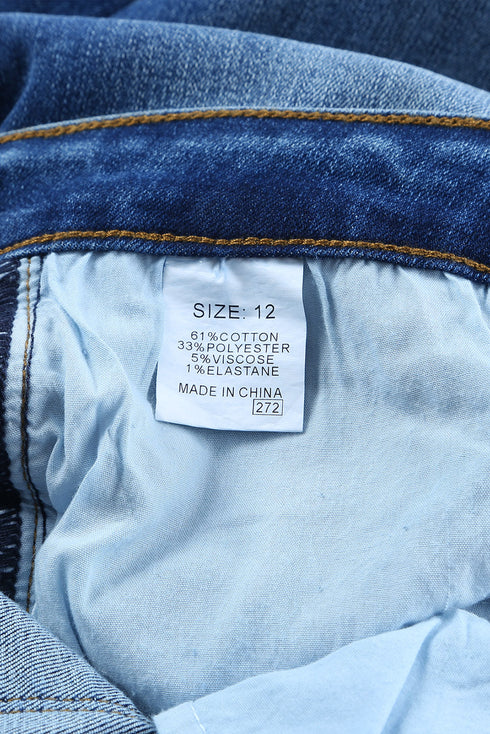 SIZE: 12
61%COTTON
33%POLYESTER
5%VISCOSE
1%ELASTANE
MADE IN CHINA
272